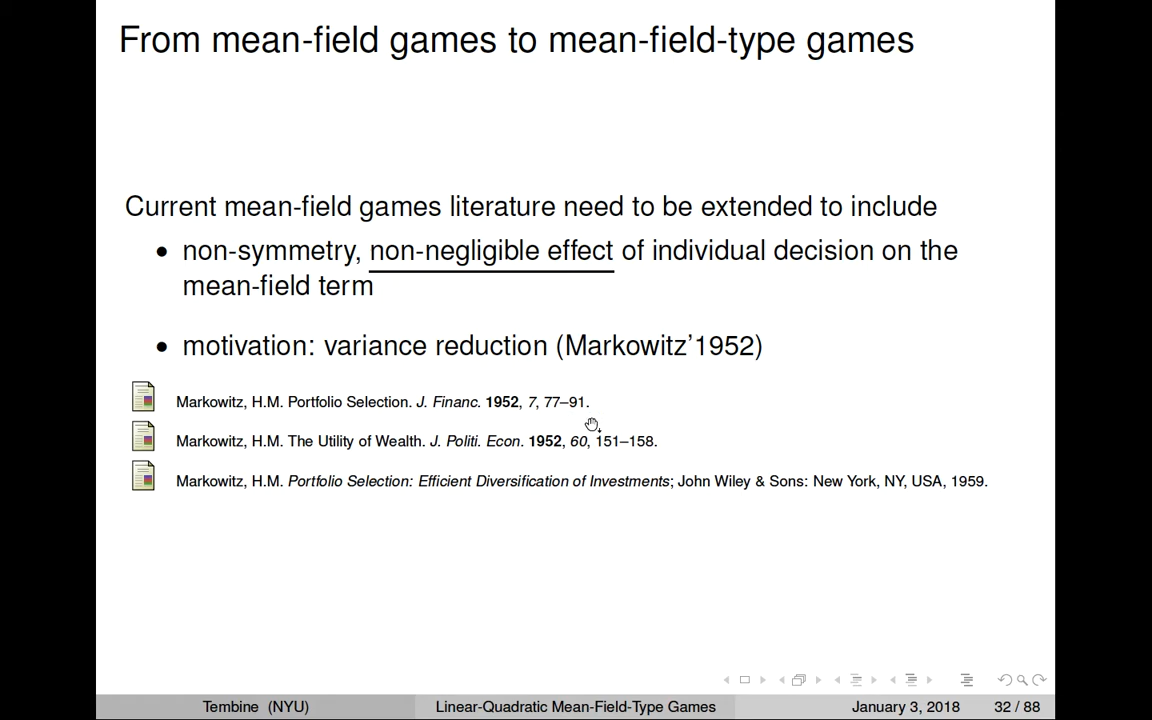 From mean-field games to mean-field-type games
Current mean-field games literature need to be extended to include
• non-symmetry, non-negligible effect of individual decision on the
mean-field term
• motivation: variance reduction (Markowitz'1952)
Markowitz, H.M. Portfolio Selection. J. Financ. 1952, 7, 77–91.
Markowitz, H.M. The Utility of Wealth. J. Politi. Econ. 1952, 60, 151–158.
Markowitz, H.M. Portfolio Selection: Efficient Diversification of Investments; John Wiley & Sons: New York, NY, USA, 1959.
Tembine (NYU) Linear-Quadratic Mean-Field-Type Games January 3, 2018 32 / 88